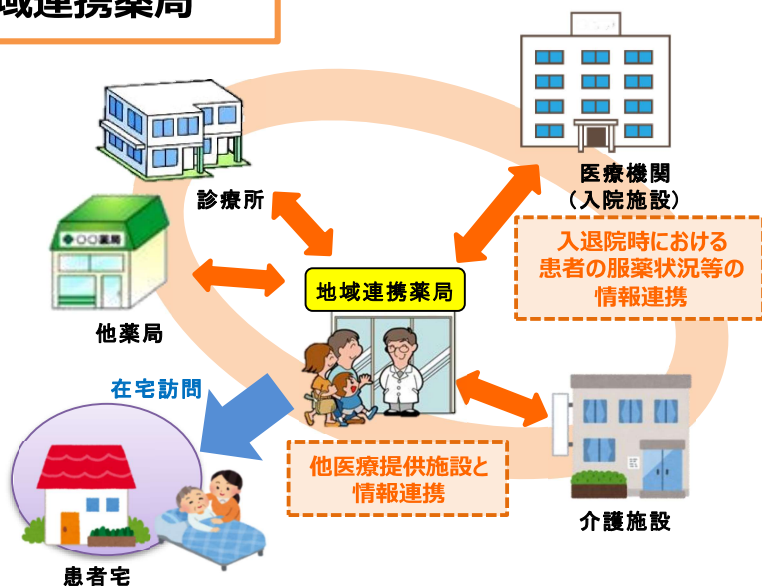 域連携薬局
診療所
医療機関
（入院施設）
○○薬局
入退院時における
患者の服薬状況等の
情報連携
地域連携薬局
他薬局
在宅訪問
他医療提供施設と
情報連携
介護施設
患者宅